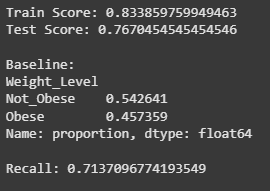 Train Score: 0.833859759949463
Test Score: 0.7670454545454546
Baseline:
Weight_Level
Not_Obese    0.542641
Obese        0.457359
Name: proportion, dtype: float64
Recall: 0.7137096774193549